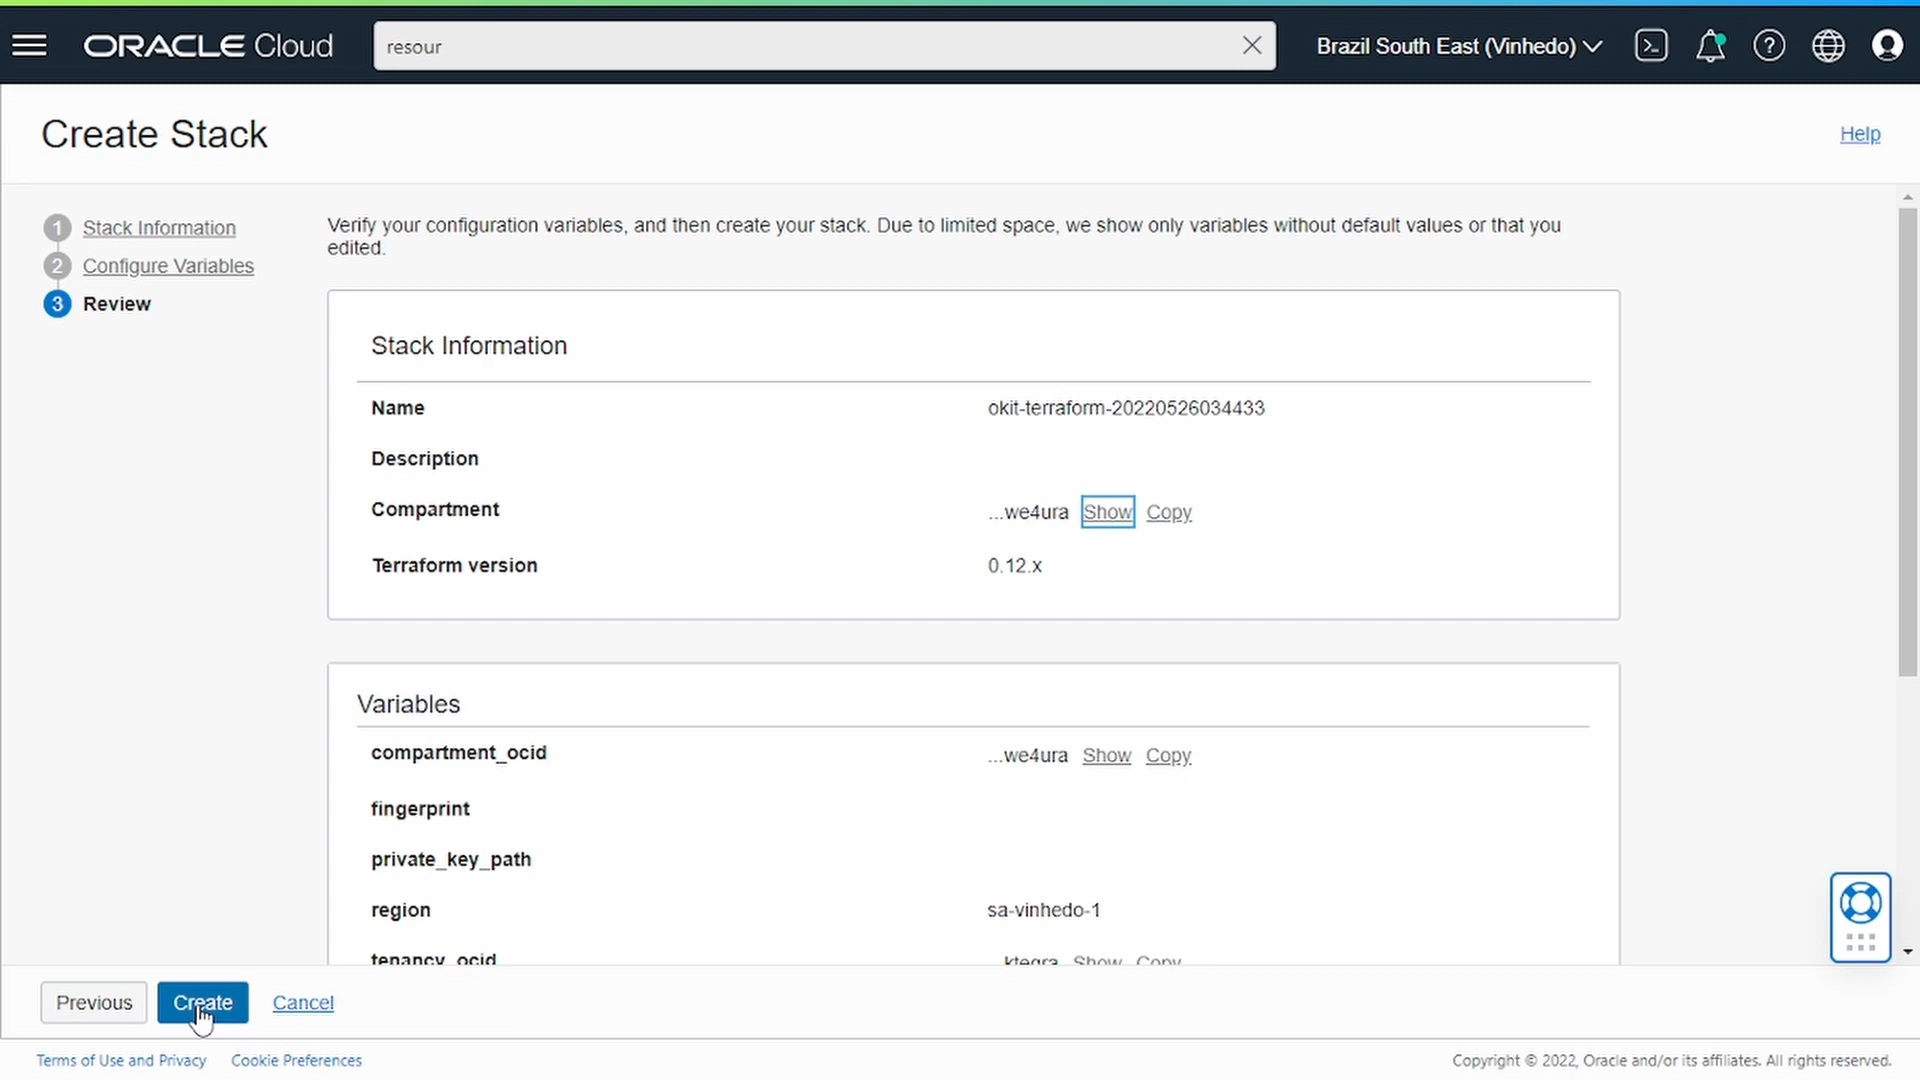 ORACLE Cloud
resour
Brazil South East (Vinhedo)
Create Stack
Help
1 Stack Information
2 Configure Variables
3 Review
Verify your configuration variables, and then create your stack. Due to limited space, we show only variables without default values or that you
edited.
Stack Information
Name okit-terraform-20220526034433
Description
Compartment ...we4ura Show Copy
Terraform version 0.12.x
Variables
compartment_ocid ...we4ura Show Copy
fingerprint
private_key_path
region sa-vinhedo-1
tenancy_ocid ...ktegra Show Copy
Previous Create Cancel
Terms of Use and Privacy Cookie Preferences
Copyright © 2022, Oracle and/or its affiliates. All rights reserved.